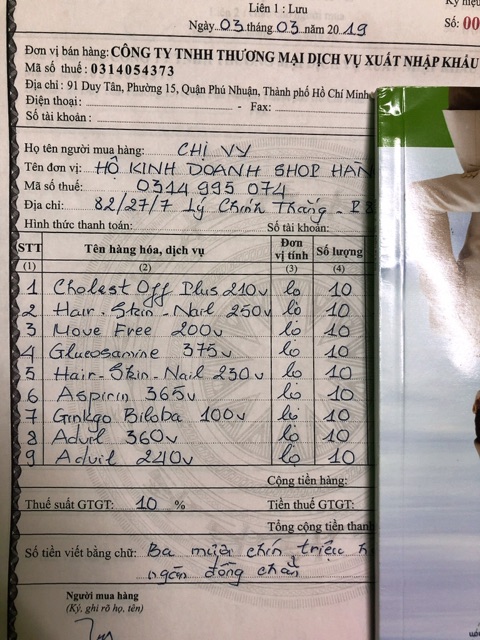 Liên 1 : Lưu
Ngày 03 tháng 03 năm 2019
Số: 00
Đơn vị bán hàng: CÔNG TY TNHH THƯƠNG MẠI DỊCH VỤ XUẤT NHẬP KHẨU
Mã số thuế : 0314054373
Địa chỉ : 91 Duy Tân, Phường 15, Quận Phú Nhuận, Thành phố Hồ Chí Minh
Điện thoại : - Fax:
Số tài khoản :
Họ tên người mua hàng: CHỊ VY
Tên đơn vị: HỘ KINH DOANH SHOP HÀN
Mã số thuế: 0314 995 074
Địa chỉ: 82/27/7 Lý Chính Thắng - P8
Hình thức thanh toán: Số tài khoản:
STT Tên hàng hóa, dịch vụ Đơn vị tính Số lượng
(1) (2) (3) (4)
1 Cholest Off Plus 210v lọ 10
2 Hair - Skin - Nail 250v lọ 10
3 Move Free 200v lọ 10
4 Glucosamine 375v lọ 10
5 Hair - Skin - Nail 250v lọ 10
6 Aspirin 365v lọ 10
7 Ginkgo Biloba 100v lọ 10
8 Advil 360v lọ 10
9 Advil 240v lọ 10
Cộng tiền hàng:
Thuế suất GTGT: 10 % Tiền thuế GTGT:
Tổng cộng tiền thanh
Số tiền viết bằng chữ: Ba mươi chín triệu
ngàn đồng chẵn
Người mua hàng
(Ký, ghi rõ họ, tên)